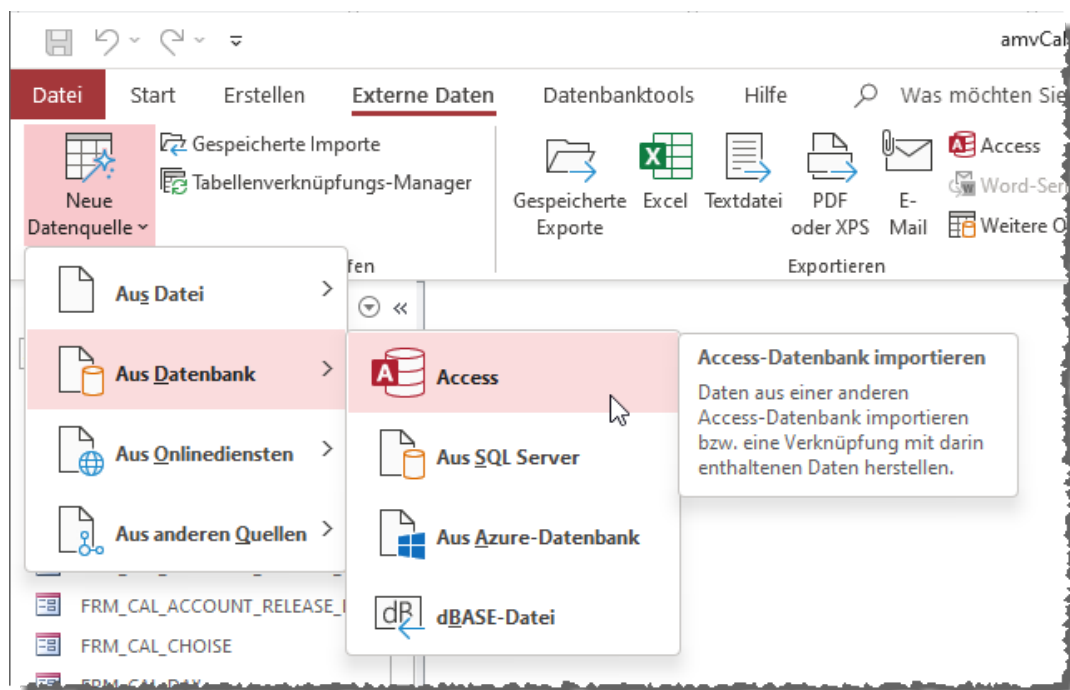 amvCal
Datei Start Erstellen Externe Daten Datenbanktools Hilfe Was möchten Sie
Gespeicherte Importe
Tabellenverknüpfungs-Manager
Neue
Datenquelle
Gespeicherte
Exporte
Excel
Textdatei
PDF
oder XPS
E-
Mail
Access
Word-Ser
Weitere O
fen
Exportieren
Aus Datei
Aus Datenbank
Aus Onlinediensten
Aus anderen Quellen
Access
Aus SQL Server
Aus Azure-Datenbank
dB
dBASE-Datei
Access-Datenbank importieren
Daten aus einer anderen
Access-Datenbank importieren
bzw. eine Verknüpfung mit darin
enthaltenen Daten herstellen.
FRM_CAL_ACCOUNT_RELEASE_
FRM_CAL_CHOISE
FRM_CAL_DAY